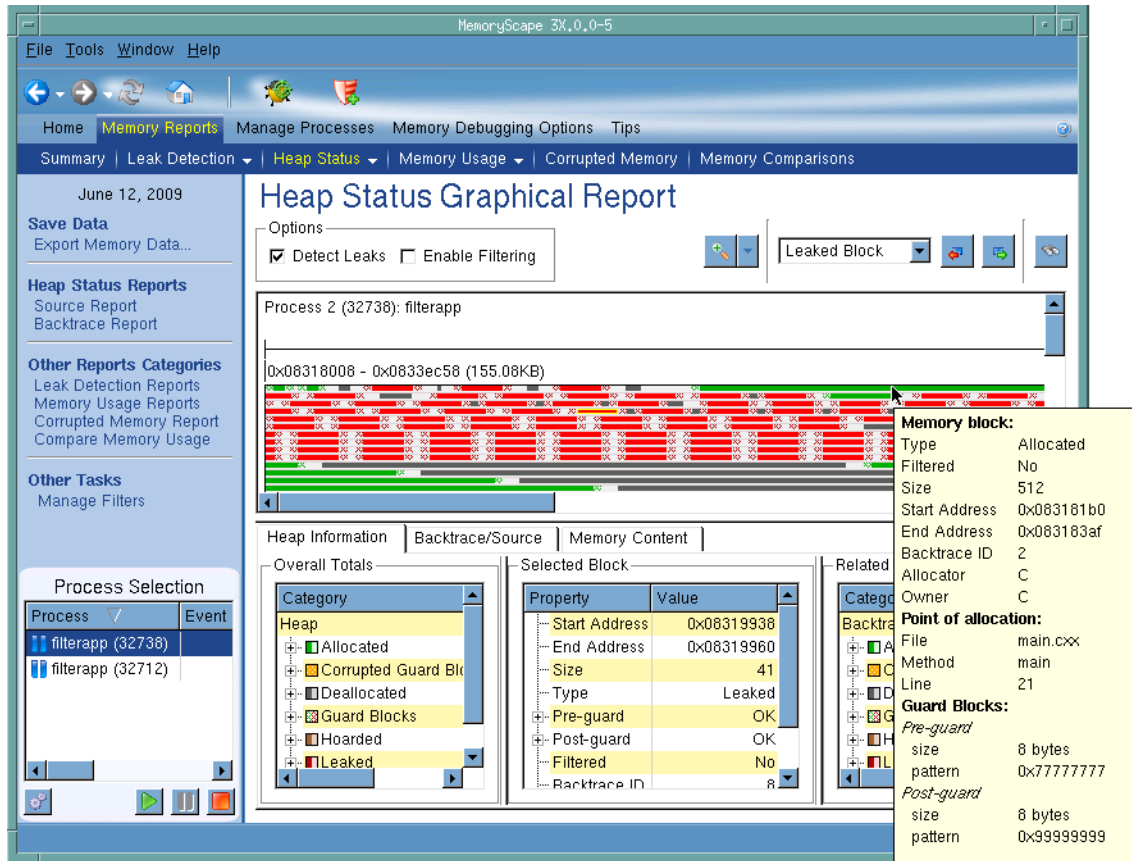 MemoryScape 3X.0.0-5
File Tools Window Help
Home Memory Reports Manage Processes Memory Debugging Options Tips
Summary | Leak Detection | Heap Status | Memory Usage | Corrupted Memory | Memory Comparisons
June 12, 2009
Save Data
Export Memory Data...
Heap Status Reports
Source Report
Backtrace Report
Other Reports Categories
Leak Detection Reports
Memory Usage Reports
Corrupted Memory Report
Compare Memory Usage
Other Tasks
Manage Filters
Process Selection
Process Event
filterapp (32738)
filterapp (32712)
Heap Status Graphical Report
Options
Detect Leaks Enable Filtering
Leaked Block
Process 2 (32738): filterapp
0x08318008 - 0x0833ec58 (155.08KB)
Heap Information Backtrace/Source Memory Content
Overall Totals
Category
Heap
Allocated
Corrupted Guard Blo
Deallocated
Guard Blocks
Hoarded
Leaked
Selected Block
Property Value
Start Address 0x08319938
End Address 0x08319960
Size 41
Type Leaked
Pre-guard OK
Post-guard OK
Filtered No
Backtrace ID 8
Related
Catego
Backtra
A
C
D
G
H
L
Memory block:
Type Allocated
Filtered No
Size 512
Start Address 0x083181b0
End Address 0x083183af
Backtrace ID 2
Allocator C
Owner C
Point of allocation:
File main.cxx
Method main
Line 21
Guard Blocks:
Pre-guard
size 8 bytes
pattern 0x77777777
Post-guard
size 8 bytes
pattern 0x99999999